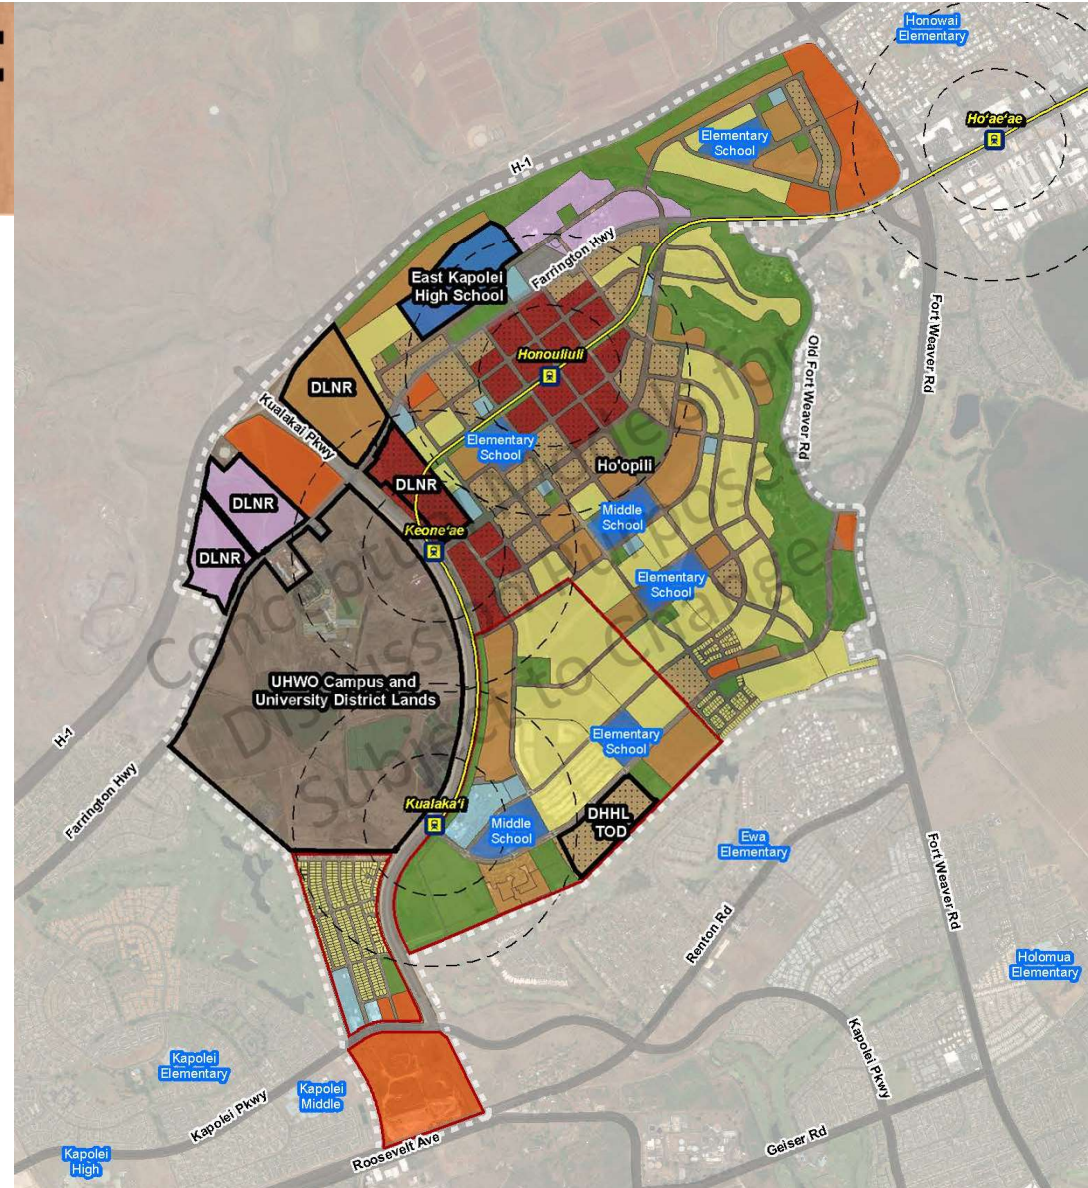 Honowai
Elementary
Ho'ae'ae
Elementary
School
H-1
Farrington Hwy
East Kapolei
High School
Fort Weaver Rd
Old Fort Weaver Rd
Honouliuli
DLNR
Kualakai Pkwy
Elementary
School
Ho'opili
DLNR
DLNR
Middle
School
Keone'ae
DLNR
Elementary
School
UHWO Campus and
University District Lands
Elementary
School
H-1
Farrington Hwy
Kualaka'i
Middle
School
DHHL
TOD
Ewa
Elementary
Fort Weaver Rd
Renton Rd
Holomua
Elementary
Kapolei
Elementary
Kapolei
Middle
Kapolei Pkwy
Kapolei Pkwy
Kapolei
High
Roosevelt Ave
Geiser Rd
Subject to Change